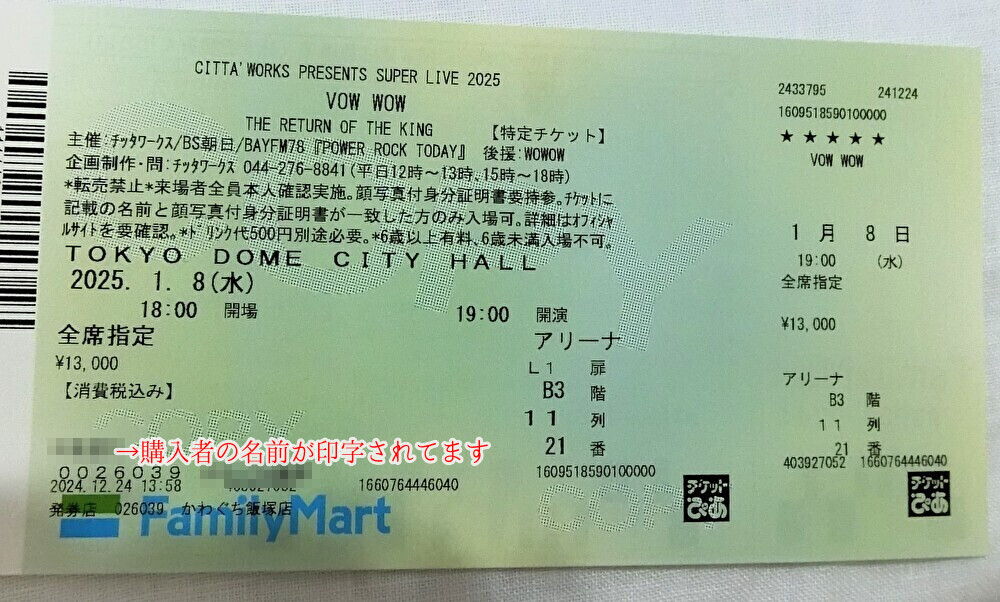 CITTA'WORKS PRESENTS SUPER LIVE 2025
VOW WOW
THE RETURN OF THE KING 【特定チケット】
主催:チッタワークス/BS朝日/BAYFM78『POWER ROCK TODAY』 後援:WOWOW
企画制作・問:チッタワークス 044-276-8841(平日12時~13時、15時~18時)
*転売禁止*来場者全員本人確認実施。顔写真付身分証明書要持参。チケットに
記載の名前と顔写真付身分証明書が一致した方のみ入場可。詳細はオフィシャ
ルサイトを要確認。*ドリンク代500円別途必要。*6歳以上有料、6歳未満入場不可。
TOKYO DOME CITY HALL
2025. 1. 8(水)
18:00 開場 19:00 開演
全席指定 アリーナ
¥13,000 L1 扉
【消費税込み】 B3 階
11 列
→購入者の名前が印字されてます 21 番
0026039 1609518590100000
2024.12.24 13:58 403927052 1660764446040
発券店 026039 かわぐち飯塚店
FamilyMart
チケットぴあ
COPY
COPY
COPY
2433795 241224
1609518590100000
★★★★★
VOW WOW
1月 8日
19:00 (水)
全席指定
¥13,000
アリーナ
B3 階
11 列
21 番
403927052 1660764446040
チケットぴあ